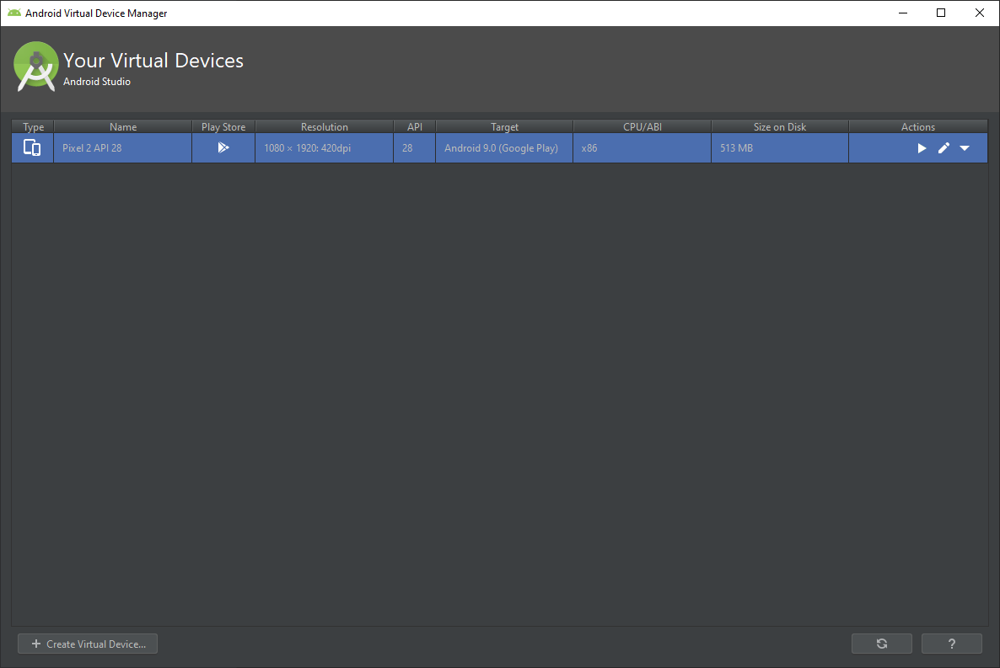 Android Virtual Device Manager
Your Virtual Devices
Android Studio
Type Name Play Store Resolution API Target CPU/ABI Size on Disk Actions
Pixel 2 API 28 1080 × 1920: 420dpi 28 Android 9.0 (Google Play) x86 513 MB
+ Create Virtual Device... ?